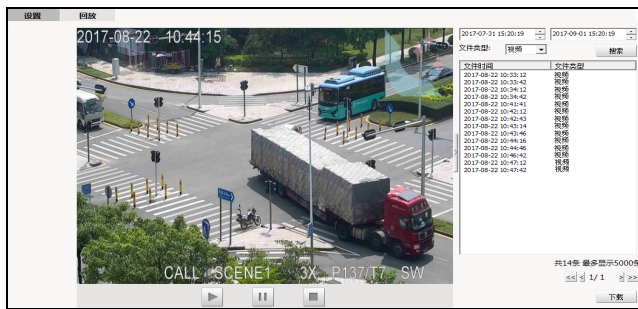 设置 回放
2017-08-22 10:44:15
2017-07-31 15:20:19 2017-09-01 15:20:19
文件类型: 视频 搜索
文件时间 文件类型
2017-08-22 10:33:12 视频
2017-08-22 10:33:42 视频
2017-08-22 10:34:12 视频
2017-08-22 10:34:42 视频
2017-08-22 10:41:41 视频
2017-08-22 10:42:12 视频
2017-08-22 10:42:43 视频
2017-08-22 10:43:14 视频
2017-08-22 10:43:46 视频
2017-08-22 10:44:16 视频
2017-08-22 10:44:46 视频
2017-08-22 10:46:42 视频
2017-08-22 10:47:12 视频
2017-08-22 10:47:42 视频
CALL SCENE1 3X P137/T7 SW
共14条 最多显示5000条
<< < 1/ 1 > >>
下载